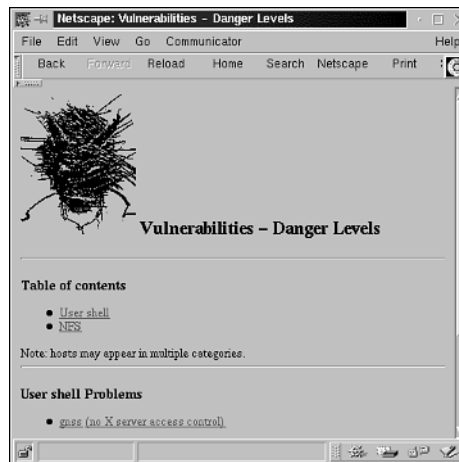 Netscape: Vulnerabilities – Danger Levels
File Edit View Go Communicator Help
Back Forward Reload Home Search Netscape Print
Vulnerabilities – Danger Levels
Table of contents
User shell
NFS
Note: hosts may appear in multiple categories.
User shell Problems
gnss (no X server access control)